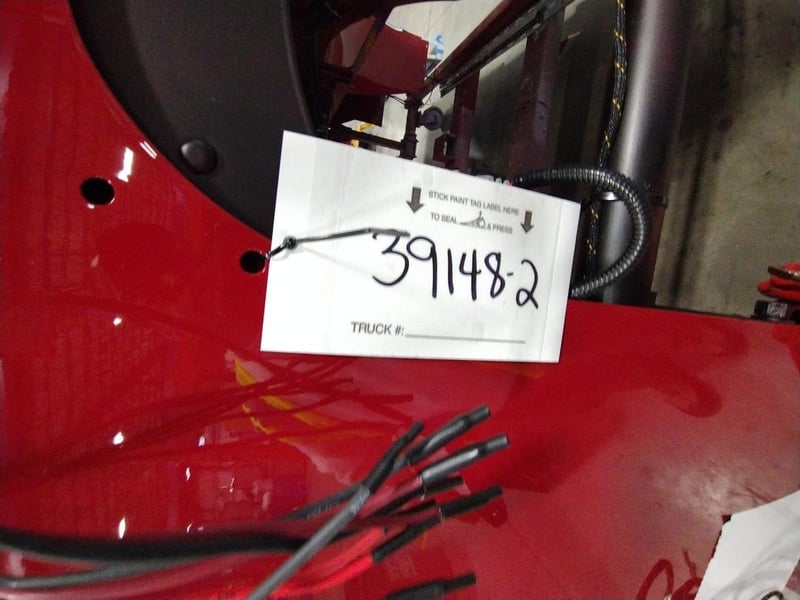 STICK PAINT TAG LABEL HERE
TO SEAL & PRESS
39148-2
TRUCK #: